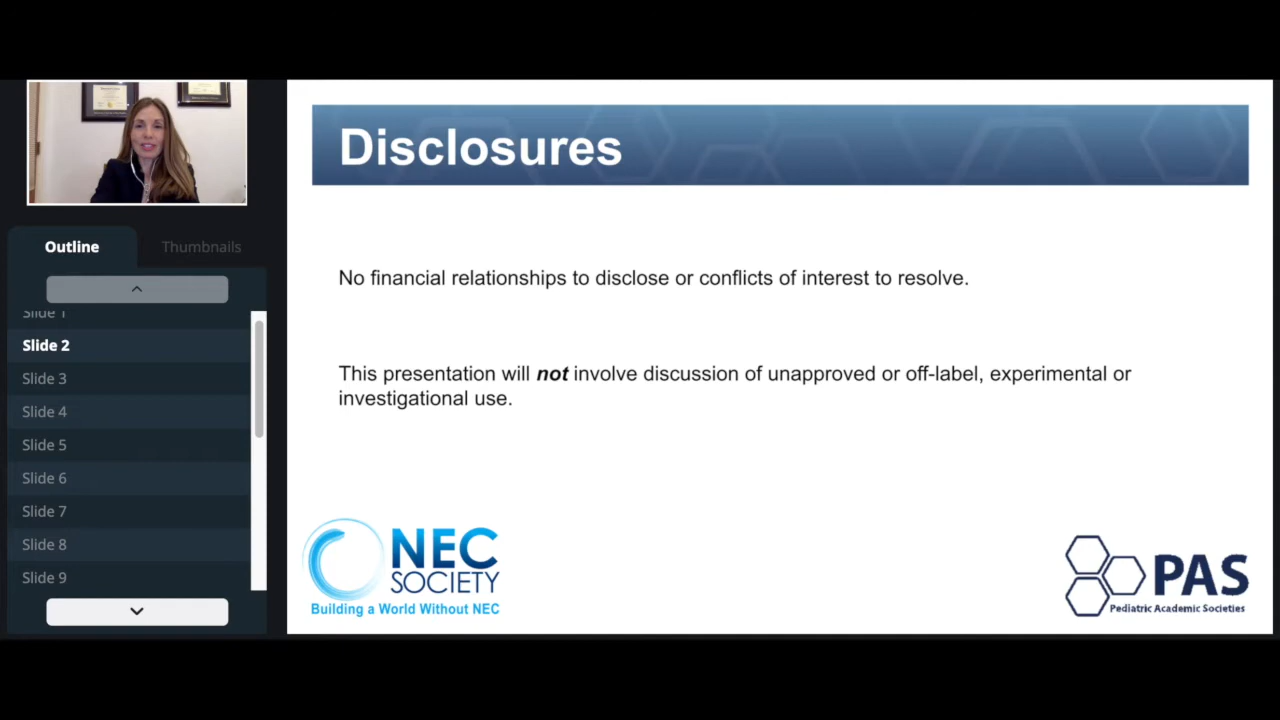 Disclosures
No financial relationships to disclose or conflicts of interest to resolve.
This presentation will not involve discussion of unapproved or off-label, experimental or
investigational use.
NEC
SOCIETY
Building a World Without NEC
PAS
Pediatric Academic Societies
Outline
Thumbnails
Slide 1
Slide 2
Slide 3
Slide 4
Slide 5
Slide 6
Slide 7
Slide 8
Slide 9